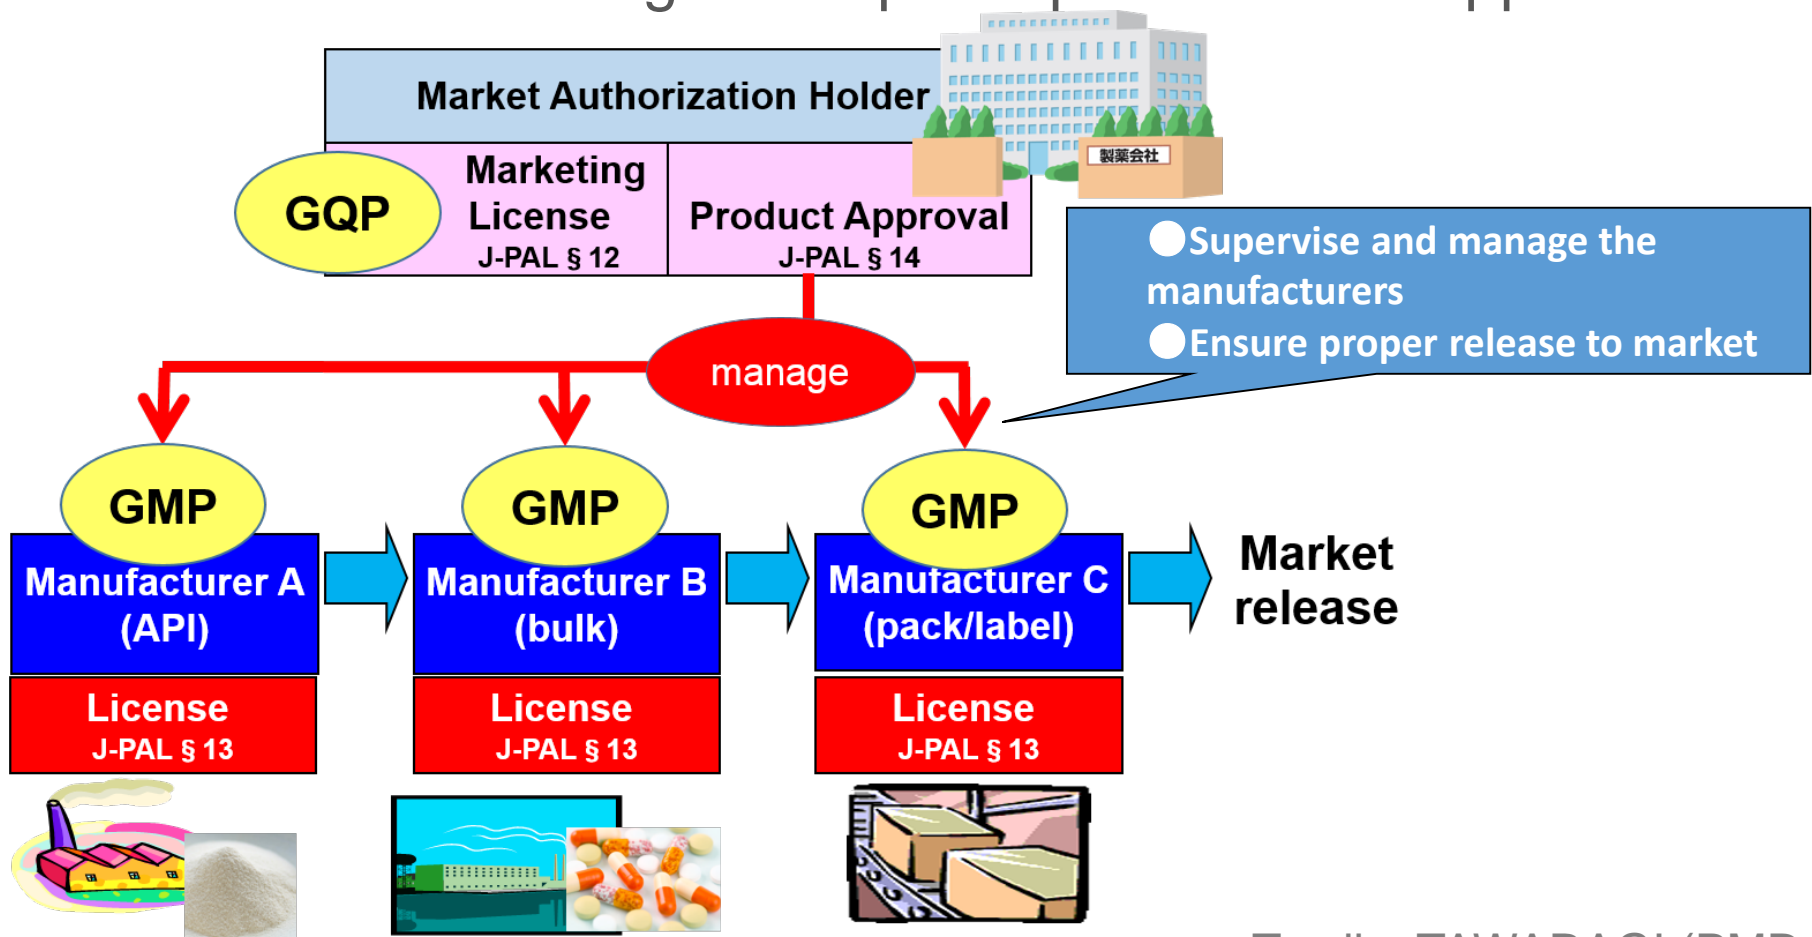 Market Authorization Holder
製薬会社
GQP
Marketing
License
J-PAL § 12
Product Approval
J-PAL § 14
●Supervise and manage the
manufacturers
●Ensure proper release to market
manage
GMP
GMP
GMP
Manufacturer A
(API)
Manufacturer B
(bulk)
Manufacturer C
(pack/label)
Market
release
License
J-PAL § 13
License
J-PAL § 13
License
J-PAL § 13